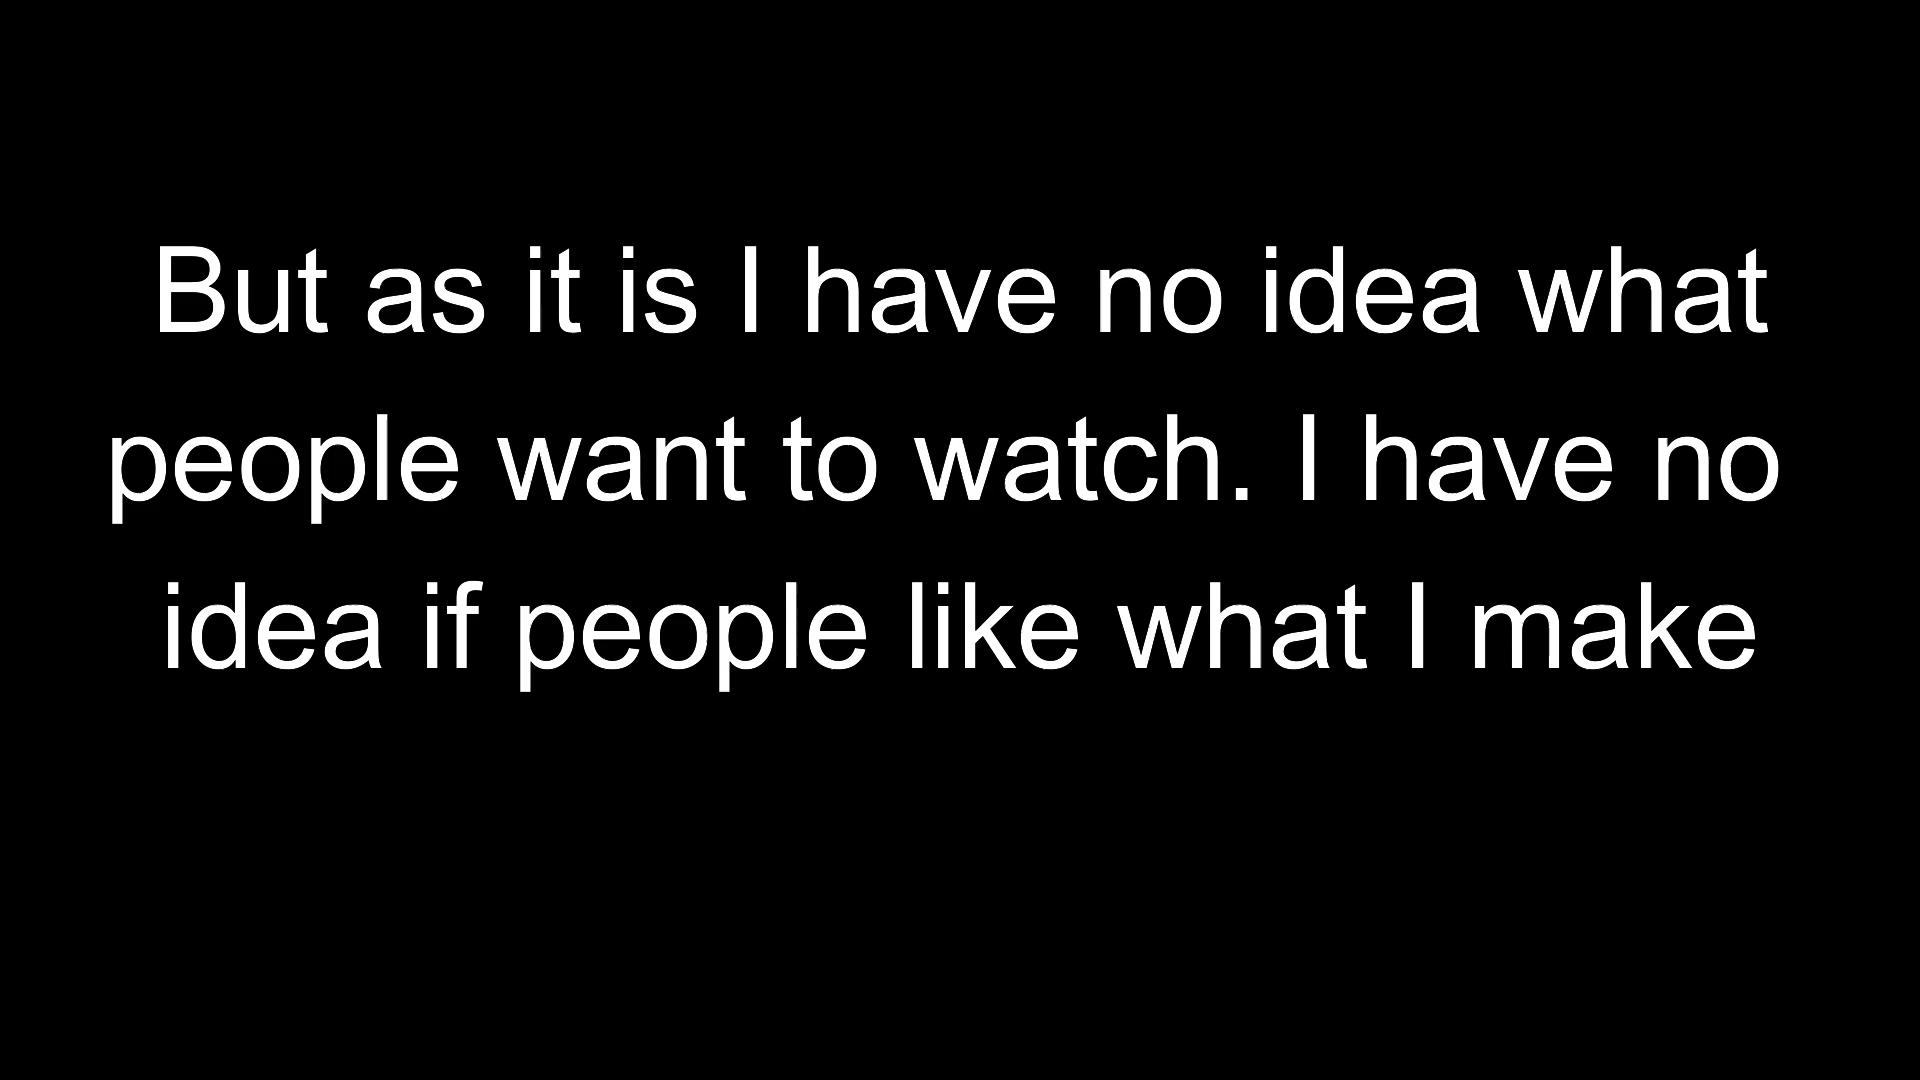 But as it is I have no idea what
people want to watch. I have no
idea if people like what I make